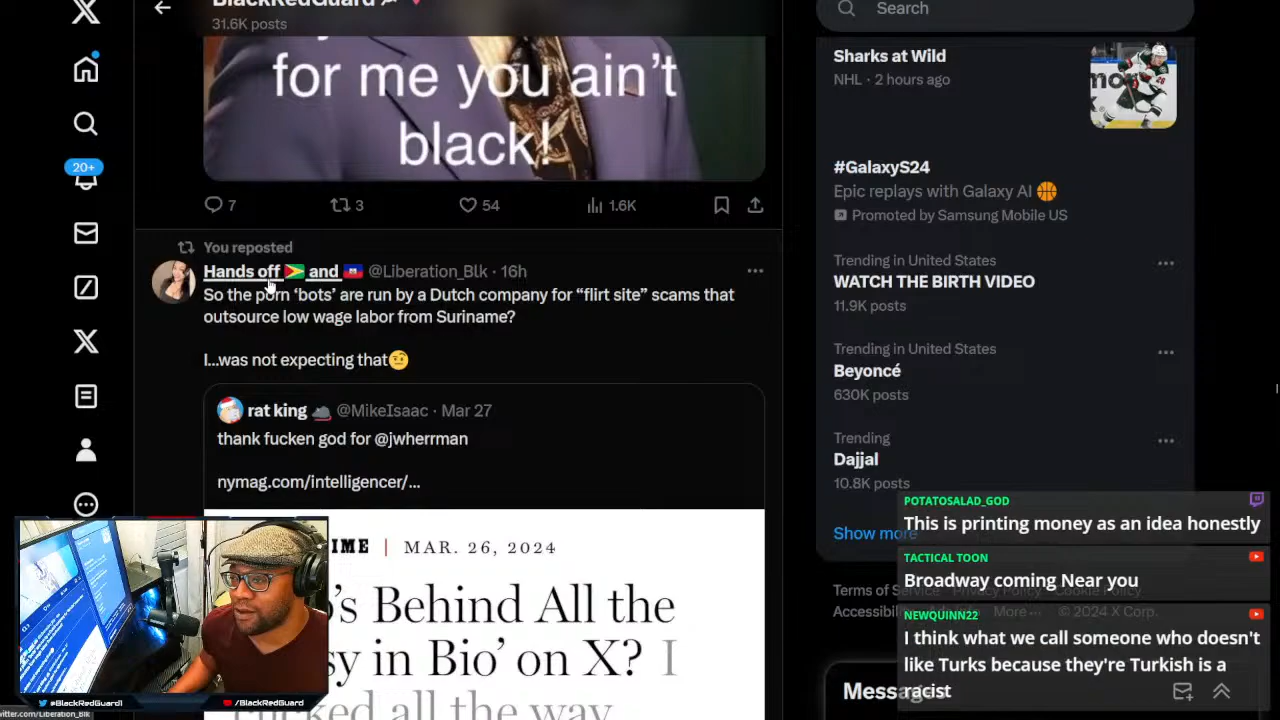 BlackRedGuard
31.6K posts
for me you ain't
black!
7
3
54
1.6K
20+
You reposted
Hands off and @Liberation_Blk · 16h
So the porn 'bots' are run by a Dutch company for “flirt site” scams that
outsource low wage labor from Suriname?
I...was not expecting that🤨
rat king @MikeIsaac · Mar 27
thank fucken god for @jwherman
nymag.com/intelligencer/...
IME | MAR. 26, 2024
's Behind All the
sy in Bio' on X? I
all the way
Search
Sharks at Wild
NHL · 2 hours ago
#GalaxyS24
Epic replays with Galaxy AI 🏀
Promoted by Samsung Mobile US
Trending in United States
WATCH THE BIRTH VIDEO
11.9K posts
Trending in United States
Beyoncé
630K posts
Trending
Dajjal
10.8K posts
Show more
Terms of Service Privacy Policy Cookie Policy
Accessibility More ··· © 2024 X Corp.
POTATOSALAD_GOD
This is printing money as an idea honestly
TACTICAL TOON
Broadway coming Near you
NEWQUINN22
I think what we call someone who doesn't
like Turks because they're Turkish is a
racist
Messages
@BlackRedGuard1
/BlackRedGuard
twitter.com/Liberation_Blk